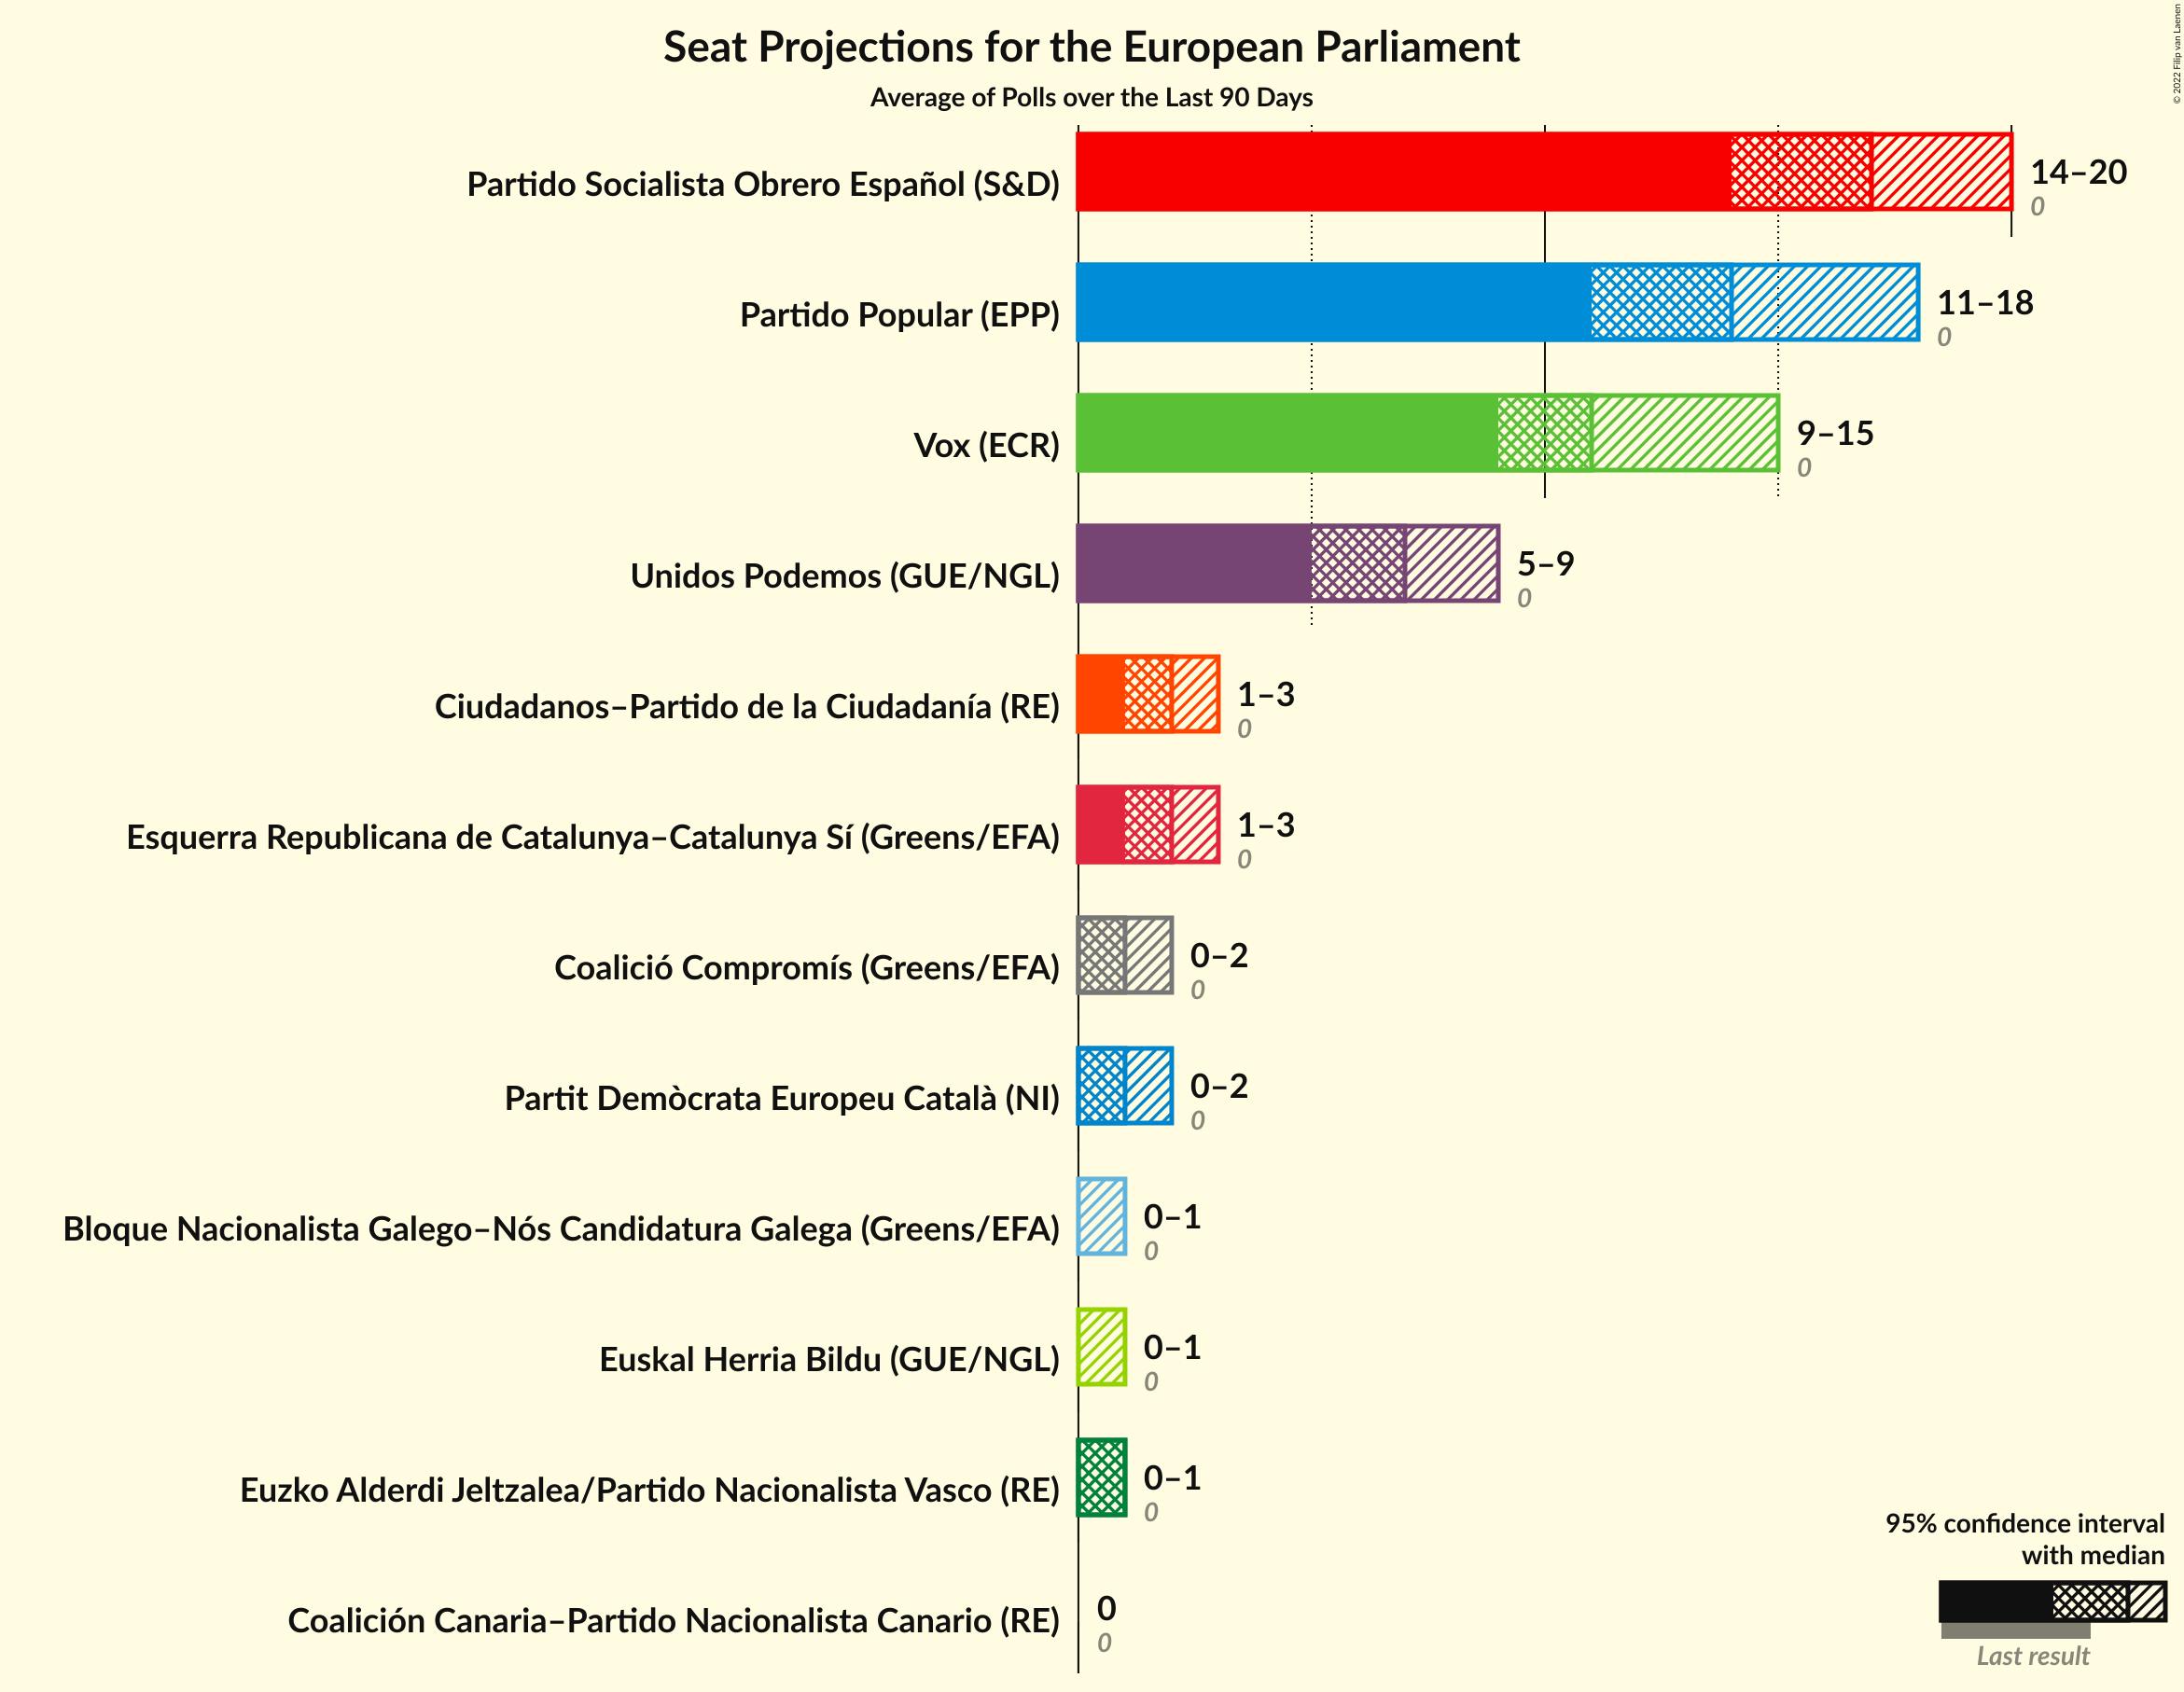 Seat Projections for the European Parliament
Average of Polls over the Last 90 Days
© 2022 Filip van Laenen
Partido Socialista Obrero Español (S&D)
14–20
0
Partido Popular (EPP)
11–18
0
Vox (ECR)
9–15
0
Unidos Podemos (GUE/NGL)
5–9
0
Ciudadanos–Partido de la Ciudadanía (RE)
1–3
0
Esquerra Republicana de Catalunya–Catalunya Sí (Greens/EFA)
1–3
0
Coalició Compromís (Greens/EFA)
0–2
0
Partit Demòcrata Europeu Català (NI)
0–2
0
Bloque Nacionalista Galego–Nós Candidatura Galega (Greens/EFA)
0–1
0
Euskal Herria Bildu (GUE/NGL)
0–1
0
Euzko Alderdi Jeltzalea/Partido Nacionalista Vasco (RE)
0–1
0
Coalición Canaria–Partido Nacionalista Canario (RE)
0
0
95% confidence interval
with median
Last result